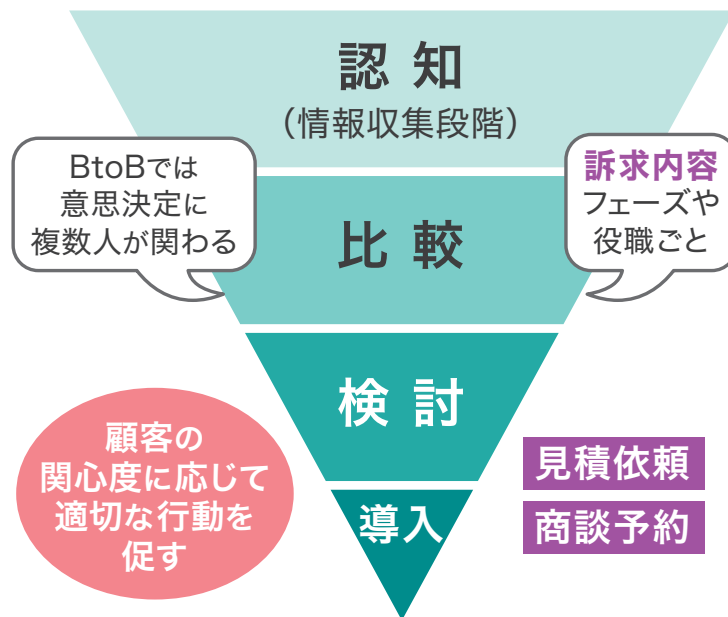 認知
（情報収集段階）
BtoBでは
意思決定に
複数人が関わる
訴求内容
フェーズや
役職ごと
比較
検討
顧客の
関心度に応じて
適切な行動を
促す
見積依頼
商談予約
導入